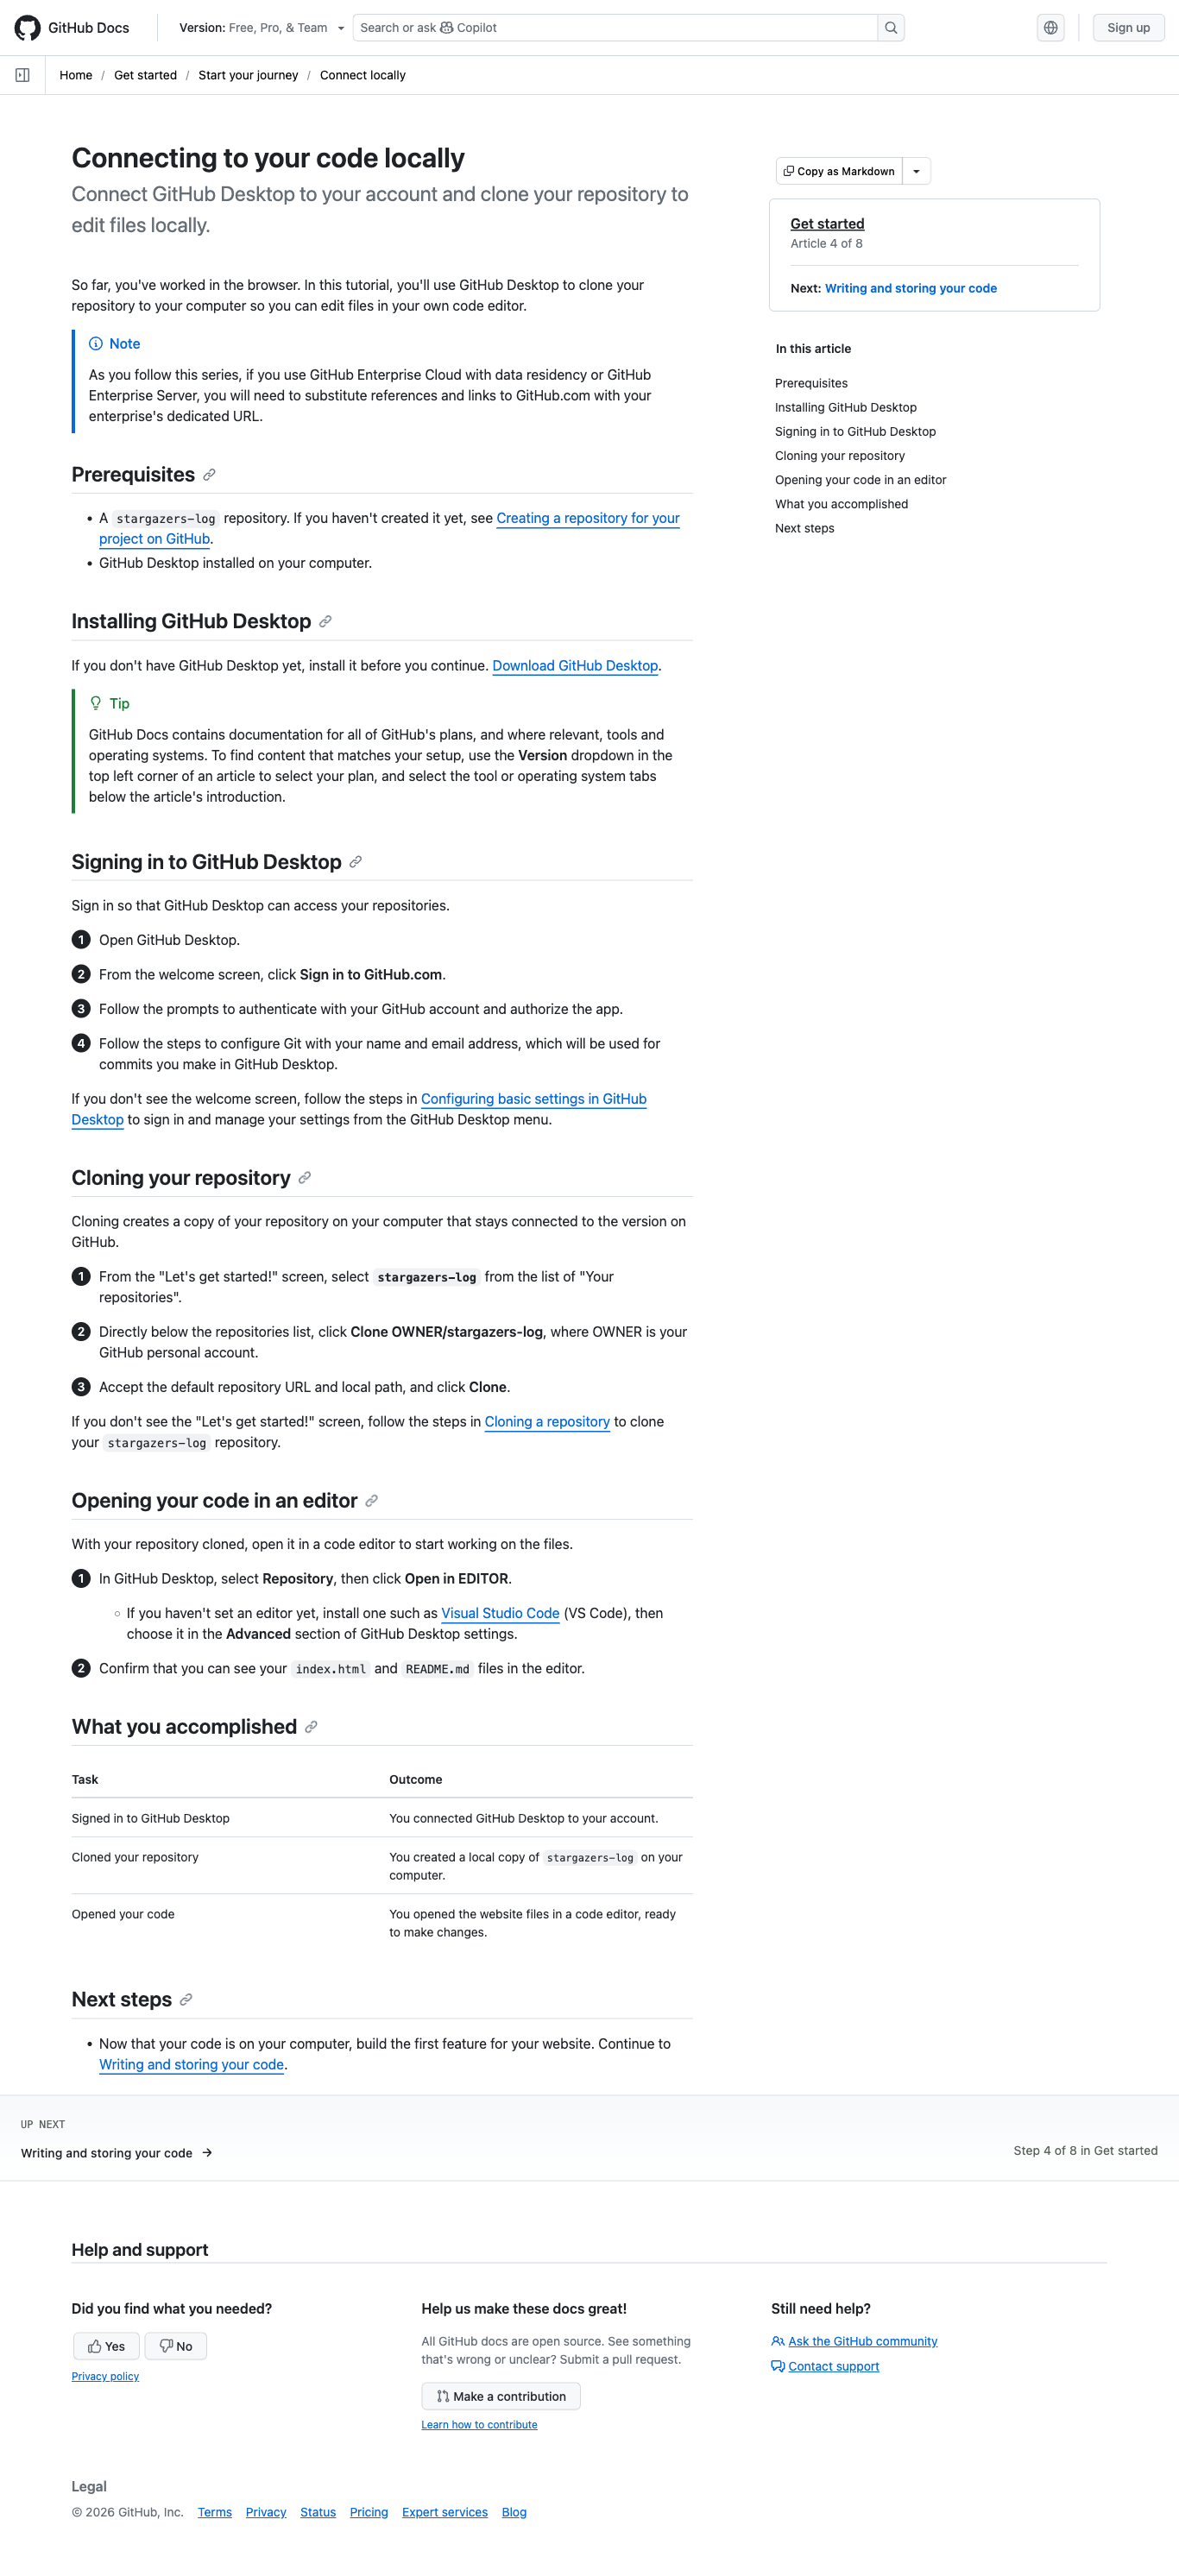 GitHub Docs
Version: Free, Pro, & Team
Search or ask Copilot
Sign up
Home / Get started / Start your journey / Connect locally
Connecting to your code locally
Connect GitHub Desktop to your account and clone your repository to
edit files locally.
So far, you've worked in the browser. In this tutorial, you'll use GitHub Desktop to clone your
repository to your computer so you can edit files in your own code editor.
Note
As you follow this series, if you use GitHub Enterprise Cloud with data residency or GitHub
Enterprise Server, you will need to substitute references and links to GitHub.com with your
enterprise's dedicated URL.
Prerequisites
• A stargazers-log repository. If you haven't created it yet, see Creating a repository for your
project on GitHub.
• GitHub Desktop installed on your computer.
Installing GitHub Desktop
If you don't have GitHub Desktop yet, install it before you continue. Download GitHub Desktop.
Tip
GitHub Docs contains documentation for all of GitHub's plans, and where relevant, tools and
operating systems. To find content that matches your setup, use the Version dropdown in the
top left corner of an article to select your plan, and select the tool or operating system tabs
below the article's introduction.
Signing in to GitHub Desktop
Sign in so that GitHub Desktop can access your repositories.
1 Open GitHub Desktop.
2 From the welcome screen, click Sign in to GitHub.com.
3 Follow the prompts to authenticate with your GitHub account and authorize the app.
4 Follow the steps to configure Git with your name and email address, which will be used for
commits you make in GitHub Desktop.
If you don't see the welcome screen, follow the steps in Configuring basic settings in GitHub
Desktop to sign in and manage your settings from the GitHub Desktop menu.
Cloning your repository
Cloning creates a copy of your repository on your computer that stays connected to the version on
GitHub.
1 From the "Let's get started!" screen, select stargazers-log from the list of "Your
repositories".
2 Directly below the repositories list, click Clone OWNER/stargazers-log, where OWNER is your
GitHub personal account.
3 Accept the default repository URL and local path, and click Clone.
If you don't see the "Let's get started!" screen, follow the steps in Cloning a repository to clone
your stargazers-log repository.
Opening your code in an editor
With your repository cloned, open it in a code editor to start working on the files.
1 In GitHub Desktop, select Repository, then click Open in EDITOR.
◦ If you haven't set an editor yet, install one such as Visual Studio Code (VS Code), then
choose it in the Advanced section of GitHub Desktop settings.
2 Confirm that you can see your index.html and README.md files in the editor.
What you accomplished
Task Outcome
Signed in to GitHub Desktop You connected GitHub Desktop to your account.
Cloned your repository You created a local copy of stargazers-log on your
computer.
Opened your code You opened the website files in a code editor, ready
to make changes.
Next steps
• Now that your code is on your computer, build the first feature for your website. Continue to
Writing and storing your code.
Copy as Markdown
Get started
Article 4 of 8
Next: Writing and storing your code
In this article
Prerequisites
Installing GitHub Desktop
Signing in to GitHub Desktop
Cloning your repository
Opening your code in an editor
What you accomplished
Next steps
UP NEXT
Writing and storing your code →
Step 4 of 8 in Get started
Help and support
Did you find what you needed?
Yes No
Privacy policy
Help us make these docs great!
All GitHub docs are open source. See something
that's wrong or unclear? Submit a pull request.
Make a contribution
Learn how to contribute
Still need help?
Ask the GitHub community
Contact support
Legal
© 2026 GitHub, Inc. Terms Privacy Status Pricing Expert services Blog